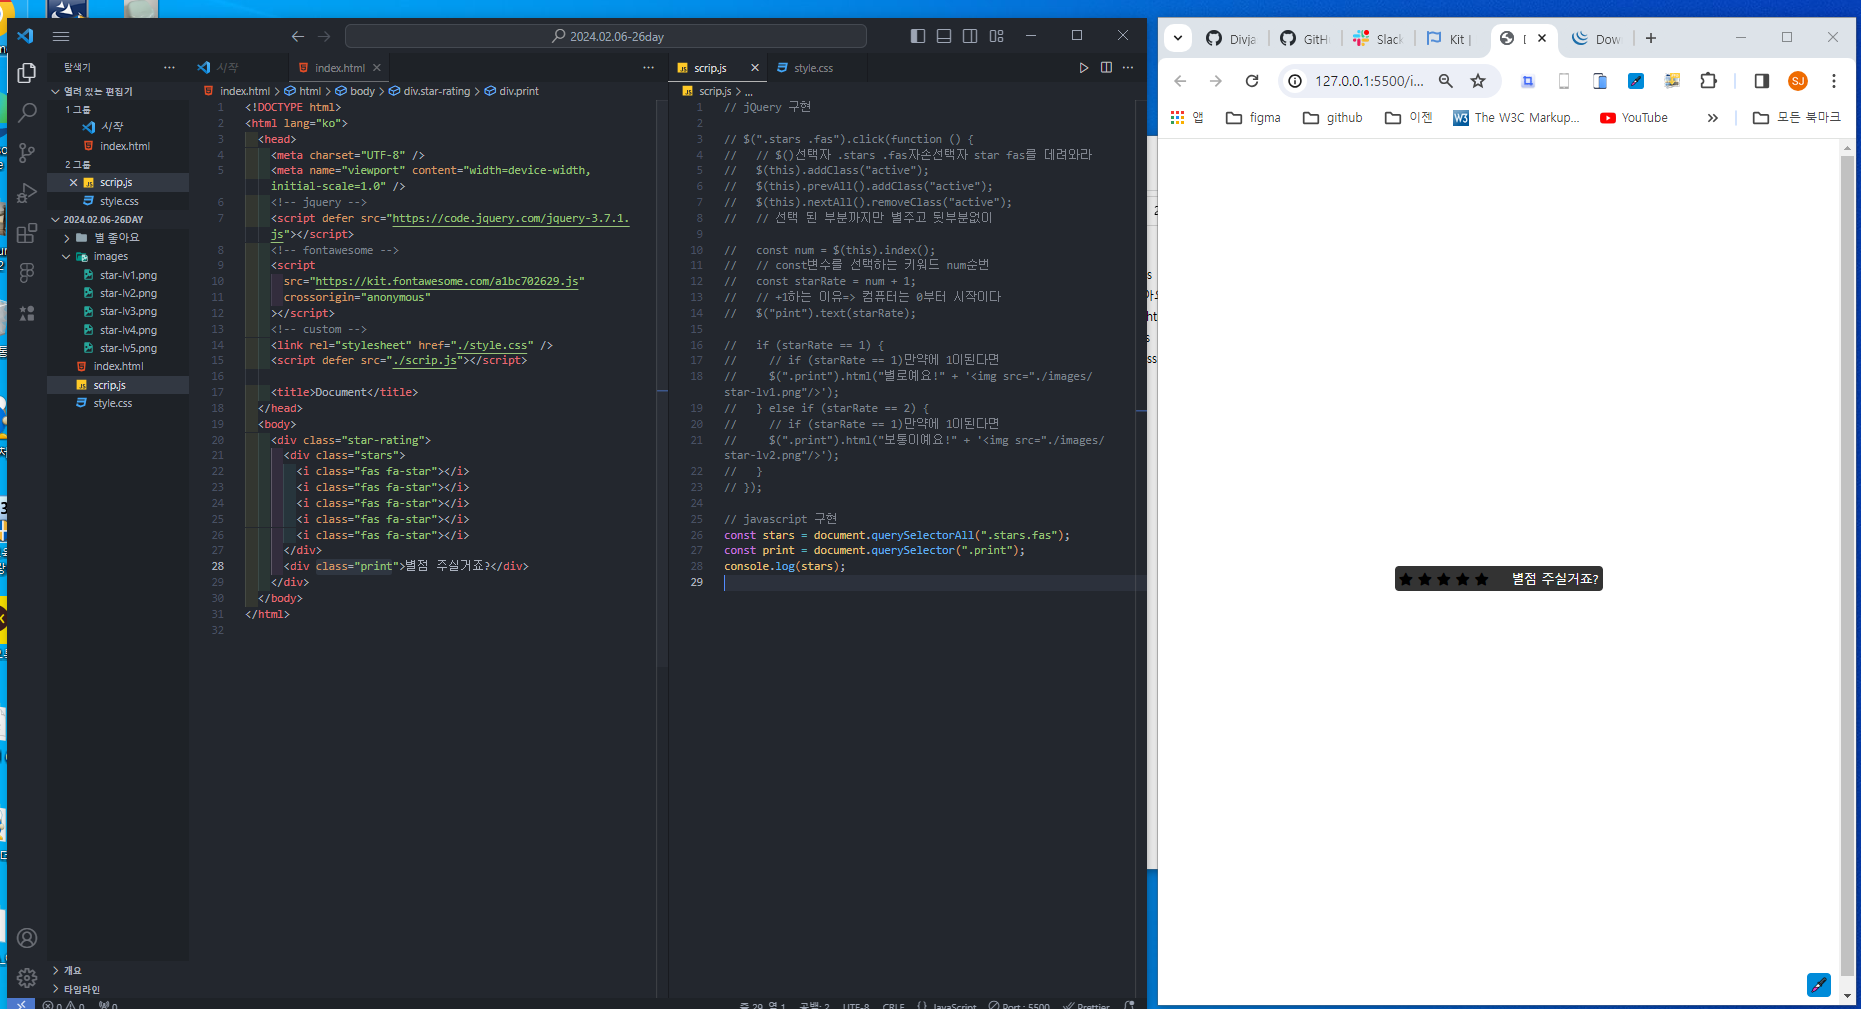 2024.02.06-26day
탐색기
열려 있는 편집기
1 그룹
시작
index.html
2 그룹
scrip.js
style.css
2024.02.06-26DAY
별 좋아요
images
star-lv1.png
star-lv2.png
star-lv3.png
star-lv4.png
star-lv5.png
index.html
scrip.js
style.css
개요
타임라인
시작
index.html
index.html > html > body > div.star-rating > div.print
1 <!DOCTYPE html>
2 <html lang="ko">
3 <head>
4 <meta charset="UTF-8" />
5 <meta name="viewport" content="width=device-width,
initial-scale=1.0" />
6 <!-- jquery -->
7 <script defer src="https://code.jquery.com/jquery-3.7.1.
js"></script>
8 <!-- fontawesome -->
9 <script
10 src="https://kit.fontawesome.com/a1bc702629.js"
11 crossorigin="anonymous"
12 ></script>
13 <!-- custom -->
14 <link rel="stylesheet" href="./style.css" />
15 <script defer src="./scrip.js"></script>
16
17 <title>Document</title>
18 </head>
19 <body>
20 <div class="star-rating">
21 <div class="stars">
22 <i class="fas fa-star"></i>
23 <i class="fas fa-star"></i>
24 <i class="fas fa-star"></i>
25 <i class="fas fa-star"></i>
26 <i class="fas fa-star"></i>
27 </div>
28 <div class="print">별점 주실거죠?</div>
29 </div>
30 </body>
31 </html>
32
scrip.js
style.css
scrip.js > ...
1 // jQuery 구현
2
3 // $(".stars .fas").click(function () {
4 // // $()선택자 .stars .fas자손선택자 star fas를 데려와라
5 // $(this).addClass("active");
6 // $(this).prevAll().addClass("active");
7 // $(this).nextAll().removeClass("active");
8 // // 선택 된 부분까지만 별주고 뒷부분없이
9
10 // const num = $(this).index();
11 // // const변수를 선택하는 키워드 num순번
12 // const starRate = num + 1;
13 // // +1하는 이유=> 컴퓨터는 0부터 시작이다
14 // $("pint").text(starRate);
15
16 // if (starRate == 1) {
17 // // if (starRate == 1)만약에 1이된다면
18 // $(".print").html("별로예요!" + '<img src="./images/
star-lv1.png"/>');
19 // } else if (starRate == 2) {
20 // // if (starRate == 1)만약에 1이된다면
21 // $(".print").html("보통이예요!" + '<img src="./images/
star-lv2.png"/>');
22 // }
23 // });
24
25 // javascript 구현
26 const stars = document.querySelectorAll(".stars.fas");
27 const print = document.querySelector(".print");
28 console.log(stars);
29
줄 29, 열 1 공백: 2 UTF-8 CRLF {} JavaScript Port : 5500 Prettier
Divja
GitH
Slack
Kit |
Dow
127.0.0.1:5500/i...
SJ
앱
figma
github
이젠
The W3C Markup...
YouTube
모든 북마크
별점 주실거죠?